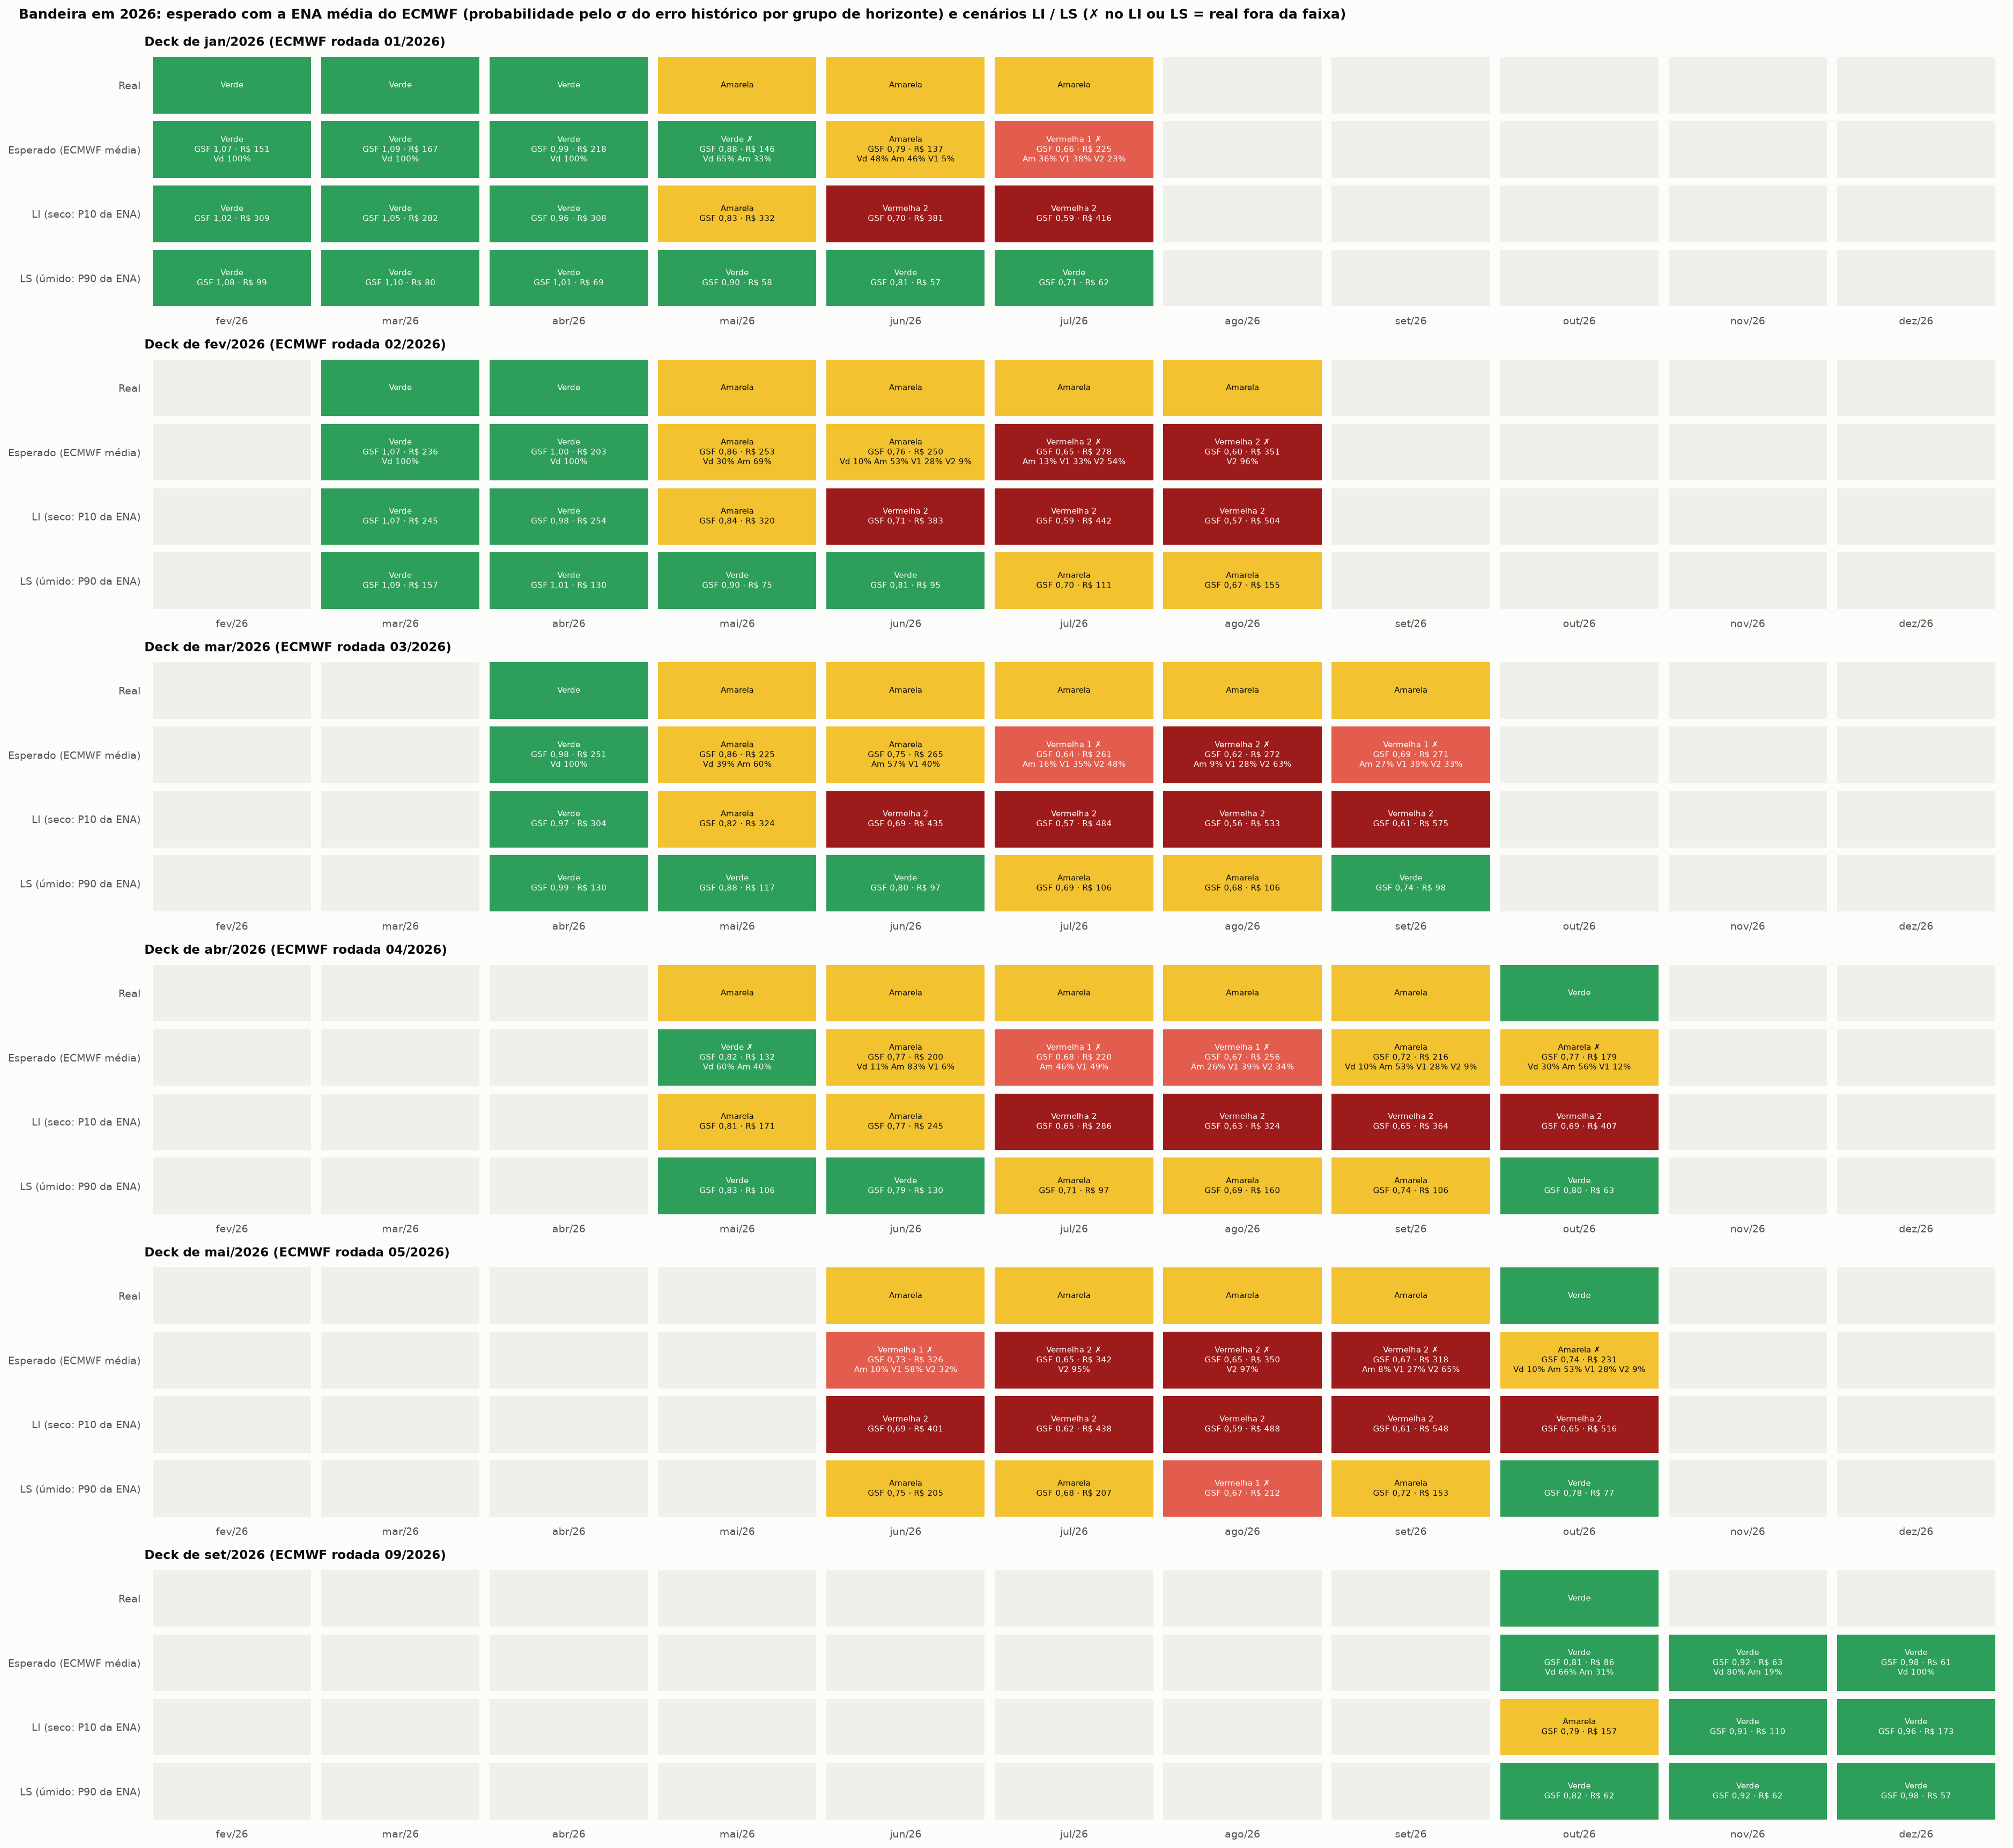 Bandeira em 2026: esperado com a ENA média do ECMWF (probabilidade pelo σ do erro histórico por grupo de horizonte) e cenários LI / LS (✗ no LI ou LS = real fora da faixa)
Deck de jan/2026 (ECMWF rodada 01/2026)
Real
Verde
Verde
Verde
Amarela
Amarela
Amarela
Esperado (ECMWF média)
Verde
GSF 1,07 · R$ 151
Vd 100%
Verde
GSF 1,09 · R$ 167
Vd 100%
Verde
GSF 0,99 · R$ 218
Vd 100%
Verde ✗
GSF 0,88 · R$ 146
Vd 65% Am 33%
Amarela
GSF 0,79 · R$ 137
Vd 48% Am 46% V1 5%
Vermelha 1 ✗
GSF 0,66 · R$ 225
Am 36% V1 38% V2 23%
LI (seco: P10 da ENA)
Verde
GSF 1,02 · R$ 309
Verde
GSF 1,05 · R$ 282
Verde
GSF 0,96 · R$ 308
Amarela
GSF 0,83 · R$ 332
Vermelha 2
GSF 0,70 · R$ 381
Vermelha 2
GSF 0,59 · R$ 416
LS (úmido: P90 da ENA)
Verde
GSF 1,08 · R$ 99
Verde
GSF 1,10 · R$ 80
Verde
GSF 1,01 · R$ 69
Verde
GSF 0,90 · R$ 58
Verde
GSF 0,81 · R$ 57
Verde
GSF 0,71 · R$ 62
fev/26 mar/26 abr/26 mai/26 jun/26 jul/26 ago/26 set/26 out/26 nov/26 dez/26
Deck de fev/2026 (ECMWF rodada 02/2026)
Real
Verde
Verde
Amarela
Amarela
Amarela
Amarela
Esperado (ECMWF média)
Verde
GSF 1,07 · R$ 236
Vd 100%
Verde
GSF 1,00 · R$ 203
Vd 100%
Amarela
GSF 0,86 · R$ 253
Vd 30% Am 69%
Amarela
GSF 0,76 · R$ 250
Vd 10% Am 53% V1 28% V2 9%
Vermelha 2 ✗
GSF 0,65 · R$ 278
Am 13% V1 33% V2 54%
Vermelha 2 ✗
GSF 0,60 · R$ 351
V2 96%
LI (seco: P10 da ENA)
Verde
GSF 1,07 · R$ 245
Verde
GSF 0,98 · R$ 254
Amarela
GSF 0,84 · R$ 320
Vermelha 2
GSF 0,71 · R$ 383
Vermelha 2
GSF 0,59 · R$ 442
Vermelha 2
GSF 0,57 · R$ 504
LS (úmido: P90 da ENA)
Verde
GSF 1,09 · R$ 157
Verde
GSF 1,01 · R$ 130
Verde
GSF 0,90 · R$ 75
Verde
GSF 0,81 · R$ 95
Amarela
GSF 0,70 · R$ 111
Amarela
GSF 0,67 · R$ 155
fev/26 mar/26 abr/26 mai/26 jun/26 jul/26 ago/26 set/26 out/26 nov/26 dez/26
Deck de mar/2026 (ECMWF rodada 03/2026)
Real
Verde
Amarela
Amarela
Amarela
Amarela
Amarela
Esperado (ECMWF média)
Verde
GSF 0,98 · R$ 251
Vd 100%
Amarela
GSF 0,86 · R$ 225
Vd 39% Am 60%
Amarela
GSF 0,75 · R$ 265
Am 57% V1 40%
Vermelha 1 ✗
GSF 0,64 · R$ 261
Am 16% V1 35% V2 48%
Vermelha 2 ✗
GSF 0,62 · R$ 272
Am 9% V1 28% V2 63%
Vermelha 1 ✗
GSF 0,69 · R$ 271
Am 27% V1 39% V2 33%
LI (seco: P10 da ENA)
Verde
GSF 0,97 · R$ 304
Amarela
GSF 0,82 · R$ 324
Vermelha 2
GSF 0,69 · R$ 435
Vermelha 2
GSF 0,57 · R$ 484
Vermelha 2
GSF 0,56 · R$ 533
Vermelha 2
GSF 0,61 · R$ 575
LS (úmido: P90 da ENA)
Verde
GSF 0,99 · R$ 130
Verde
GSF 0,88 · R$ 117
Verde
GSF 0,80 · R$ 97
Amarela
GSF 0,69 · R$ 106
Amarela
GSF 0,68 · R$ 106
Verde
GSF 0,74 · R$ 98
fev/26 mar/26 abr/26 mai/26 jun/26 jul/26 ago/26 set/26 out/26 nov/26 dez/26
Deck de abr/2026 (ECMWF rodada 04/2026)
Real
Amarela
Amarela
Amarela
Amarela
Amarela
Verde
Esperado (ECMWF média)
Verde ✗
GSF 0,82 · R$ 132
Vd 60% Am 40%
Amarela
GSF 0,77 · R$ 200
Vd 11% Am 83% V1 6%
Vermelha 1 ✗
GSF 0,68 · R$ 220
Am 46% V1 49%
Vermelha 1 ✗
GSF 0,67 · R$ 256
Am 26% V1 39% V2 34%
Amarela
GSF 0,72 · R$ 216
Vd 10% Am 53% V1 28% V2 9%
Amarela ✗
GSF 0,77 · R$ 179
Vd 30% Am 56% V1 12%
LI (seco: P10 da ENA)
Amarela
GSF 0,81 · R$ 171
Amarela
GSF 0,77 · R$ 245
Vermelha 2
GSF 0,65 · R$ 286
Vermelha 2
GSF 0,63 · R$ 324
Vermelha 2
GSF 0,65 · R$ 364
Vermelha 2
GSF 0,69 · R$ 407
LS (úmido: P90 da ENA)
Verde
GSF 0,83 · R$ 106
Verde
GSF 0,79 · R$ 130
Amarela
GSF 0,71 · R$ 97
Amarela
GSF 0,69 · R$ 160
Amarela
GSF 0,74 · R$ 106
Verde
GSF 0,80 · R$ 63
fev/26 mar/26 abr/26 mai/26 jun/26 jul/26 ago/26 set/26 out/26 nov/26 dez/26
Deck de mai/2026 (ECMWF rodada 05/2026)
Real
Amarela
Amarela
Amarela
Amarela
Verde
Esperado (ECMWF média)
Vermelha 1 ✗
GSF 0,73 · R$ 326
Am 10% V1 58% V2 32%
Vermelha 2 ✗
GSF 0,65 · R$ 342
V2 95%
Vermelha 2 ✗
GSF 0,65 · R$ 350
V2 97%
Vermelha 2 ✗
GSF 0,67 · R$ 318
Am 8% V1 27% V2 65%
Amarela ✗
GSF 0,74 · R$ 231
Vd 10% Am 53% V1 28% V2 9%
LI (seco: P10 da ENA)
Vermelha 2
GSF 0,69 · R$ 401
Vermelha 2
GSF 0,62 · R$ 438
Vermelha 2
GSF 0,59 · R$ 488
Vermelha 2
GSF 0,61 · R$ 548
Vermelha 2
GSF 0,65 · R$ 516
LS (úmido: P90 da ENA)
Amarela
GSF 0,75 · R$ 205
Amarela
GSF 0,68 · R$ 207
Vermelha 1 ✗
GSF 0,67 · R$ 212
Amarela
GSF 0,72 · R$ 153
Verde
GSF 0,78 · R$ 77
fev/26 mar/26 abr/26 mai/26 jun/26 jul/26 ago/26 set/26 out/26 nov/26 dez/26
Deck de set/2026 (ECMWF rodada 09/2026)
Real
Verde
Esperado (ECMWF média)
Verde
GSF 0,81 · R$ 86
Vd 66% Am 31%
Verde
GSF 0,92 · R$ 63
Vd 80% Am 19%
Verde
GSF 0,98 · R$ 61
Vd 100%
LI (seco: P10 da ENA)
Amarela
GSF 0,79 · R$ 157
Verde
GSF 0,91 · R$ 110
Verde
GSF 0,96 · R$ 173
LS (úmido: P90 da ENA)
Verde
GSF 0,82 · R$ 62
Verde
GSF 0,92 · R$ 62
Verde
GSF 0,98 · R$ 57
fev/26 mar/26 abr/26 mai/26 jun/26 jul/26 ago/26 set/26 out/26 nov/26 dez/26